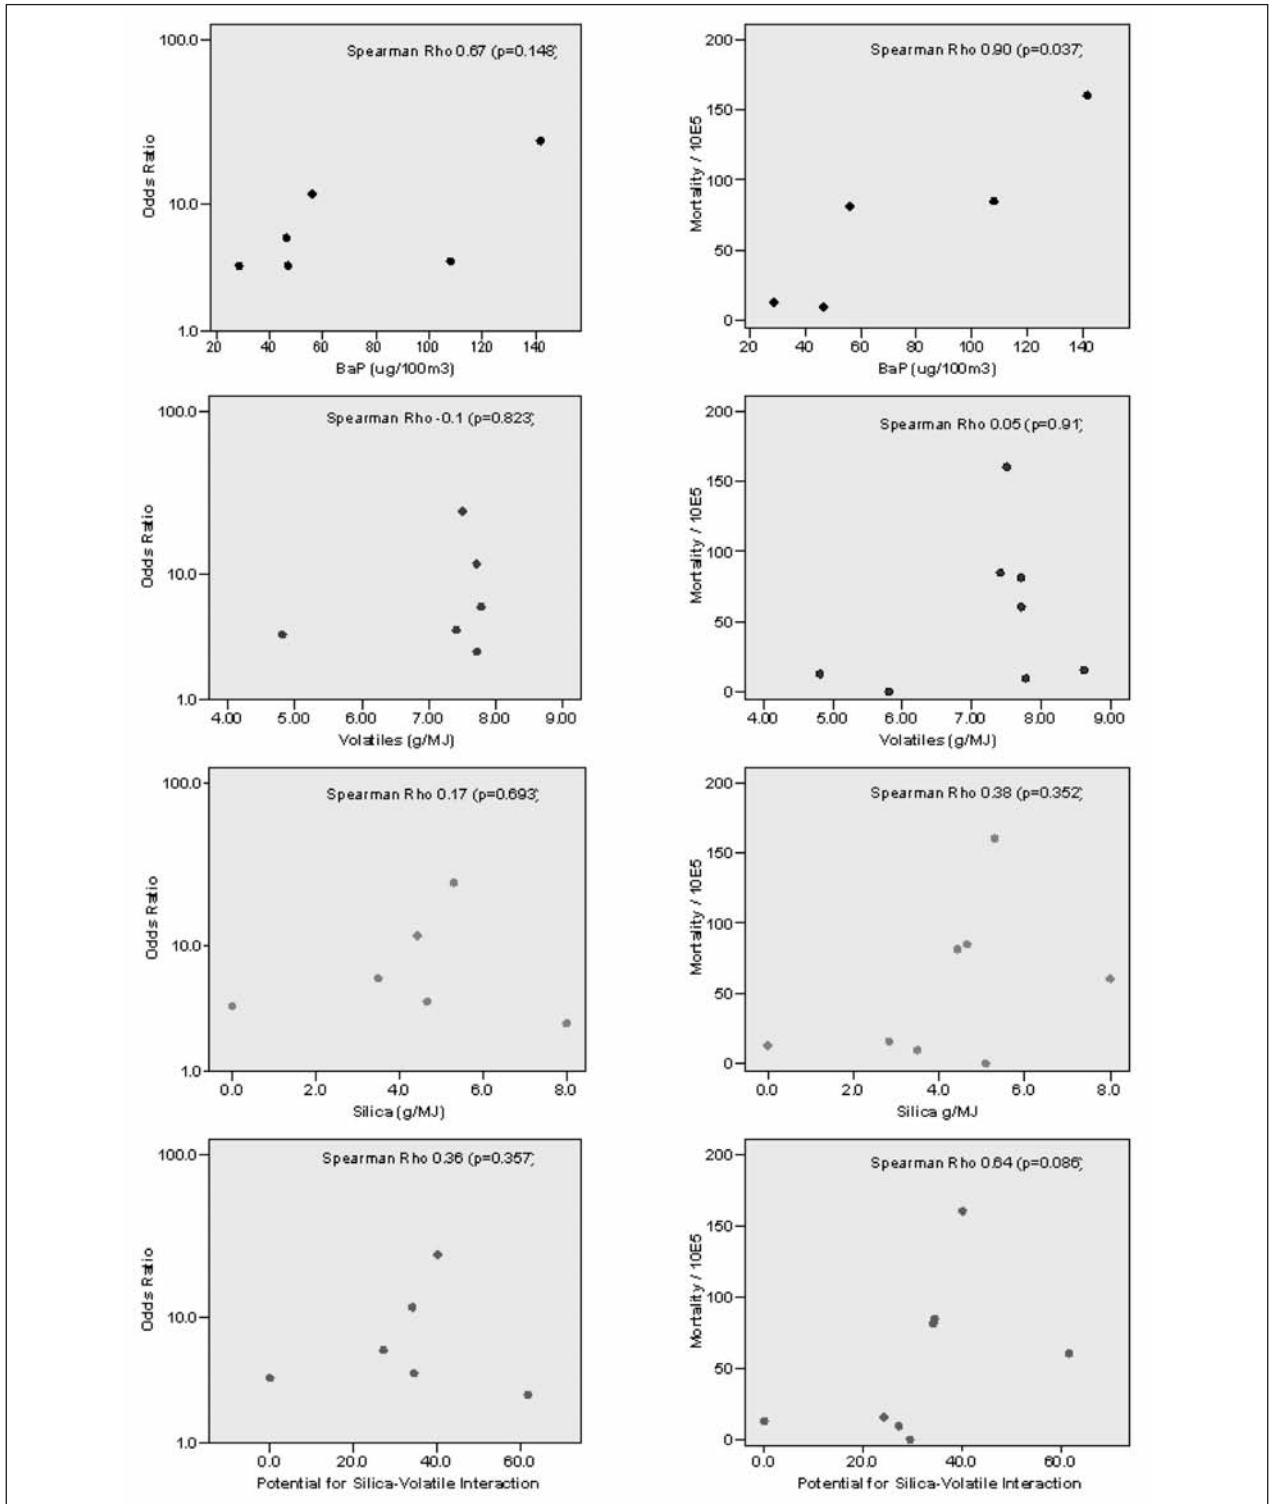 Spearman Rho 0.67 (p=0.148)
Odds Ratio
100.0
10.0
1.0
20 40 60 80 100 120 140
BaP (ug/100m3)
Spearman Rho 0.90 (p=0.037)
Mortality / 10E5
200
150
100
50
0
20 40 60 80 100 120 140
BaP (ug/100m3)
Spearman Rho -0.1 (p=0.823)
Odds Ratio
100.0
10.0
1.0
4.00 5.00 6.00 7.00 8.00 9.00
Volatiles (g/MJ)
Spearman Rho 0.05 (p=0.91)
Mortality / 10E5
200
150
100
50
0
4.00 5.00 6.00 7.00 8.00 9.00
Volatiles (g/MJ)
Spearman Rho 0.17 (p=0.693)
Odds Ratio
100.0
10.0
1.0
0.0 2.0 4.0 6.0 8.0
Silica (g/MJ)
Spearman Rho 0.38 (p=0.352)
Mortality / 10E5
200
150
100
50
0
0.0 2.0 4.0 6.0 8.0
Silica g/MJ
Spearman Rho 0.36 (p=0.357)
Odds Ratio
100.0
10.0
1.0
0.0 20.0 40.0 60.0
Potential for Silica-Volatile Interaction
Spearman Rho 0.64 (p=0.086)
Mortality / 10E5
200
150
100
50
0
0.0 20.0 40.0 60.0
Potential for Silica-Volatile Interaction